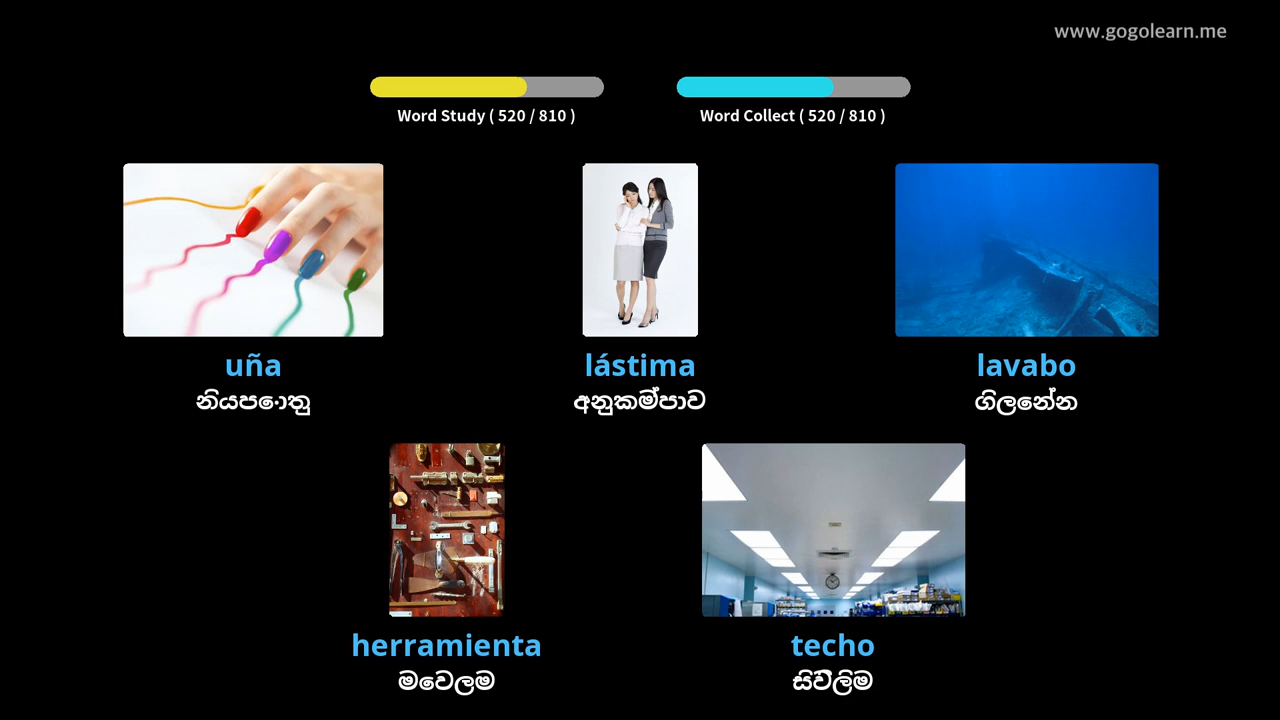 www.gogolearn.me
Word Study ( 520 / 810 )
Word Collect ( 520 / 810 )
uña
lástima
lavabo
නියපොතු
අනුකම්පාව
ගිලන්න
herramienta
techo
මෙවලම
සිවිලිම